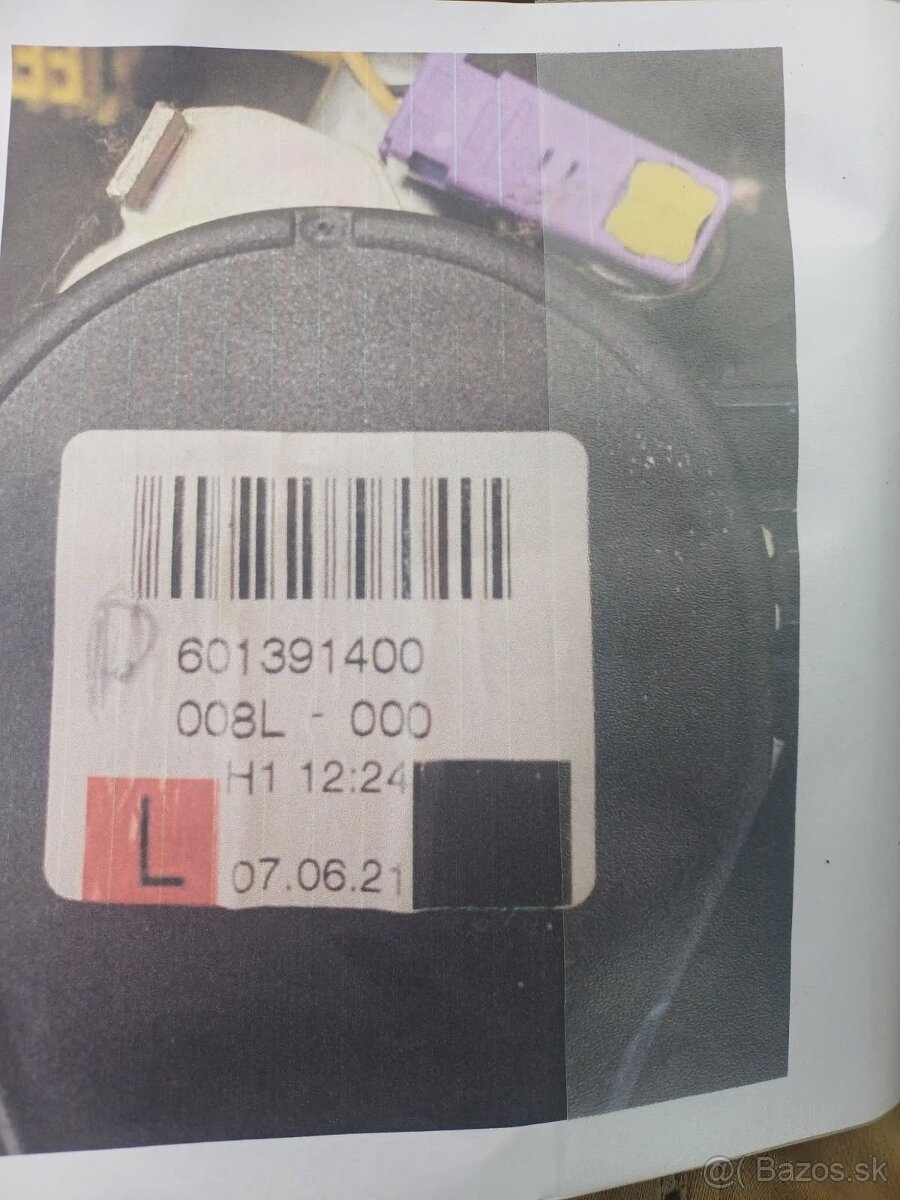 P
601391400
008L - 000
H1 12:24
L
07.06.21
@( Bazos.sk